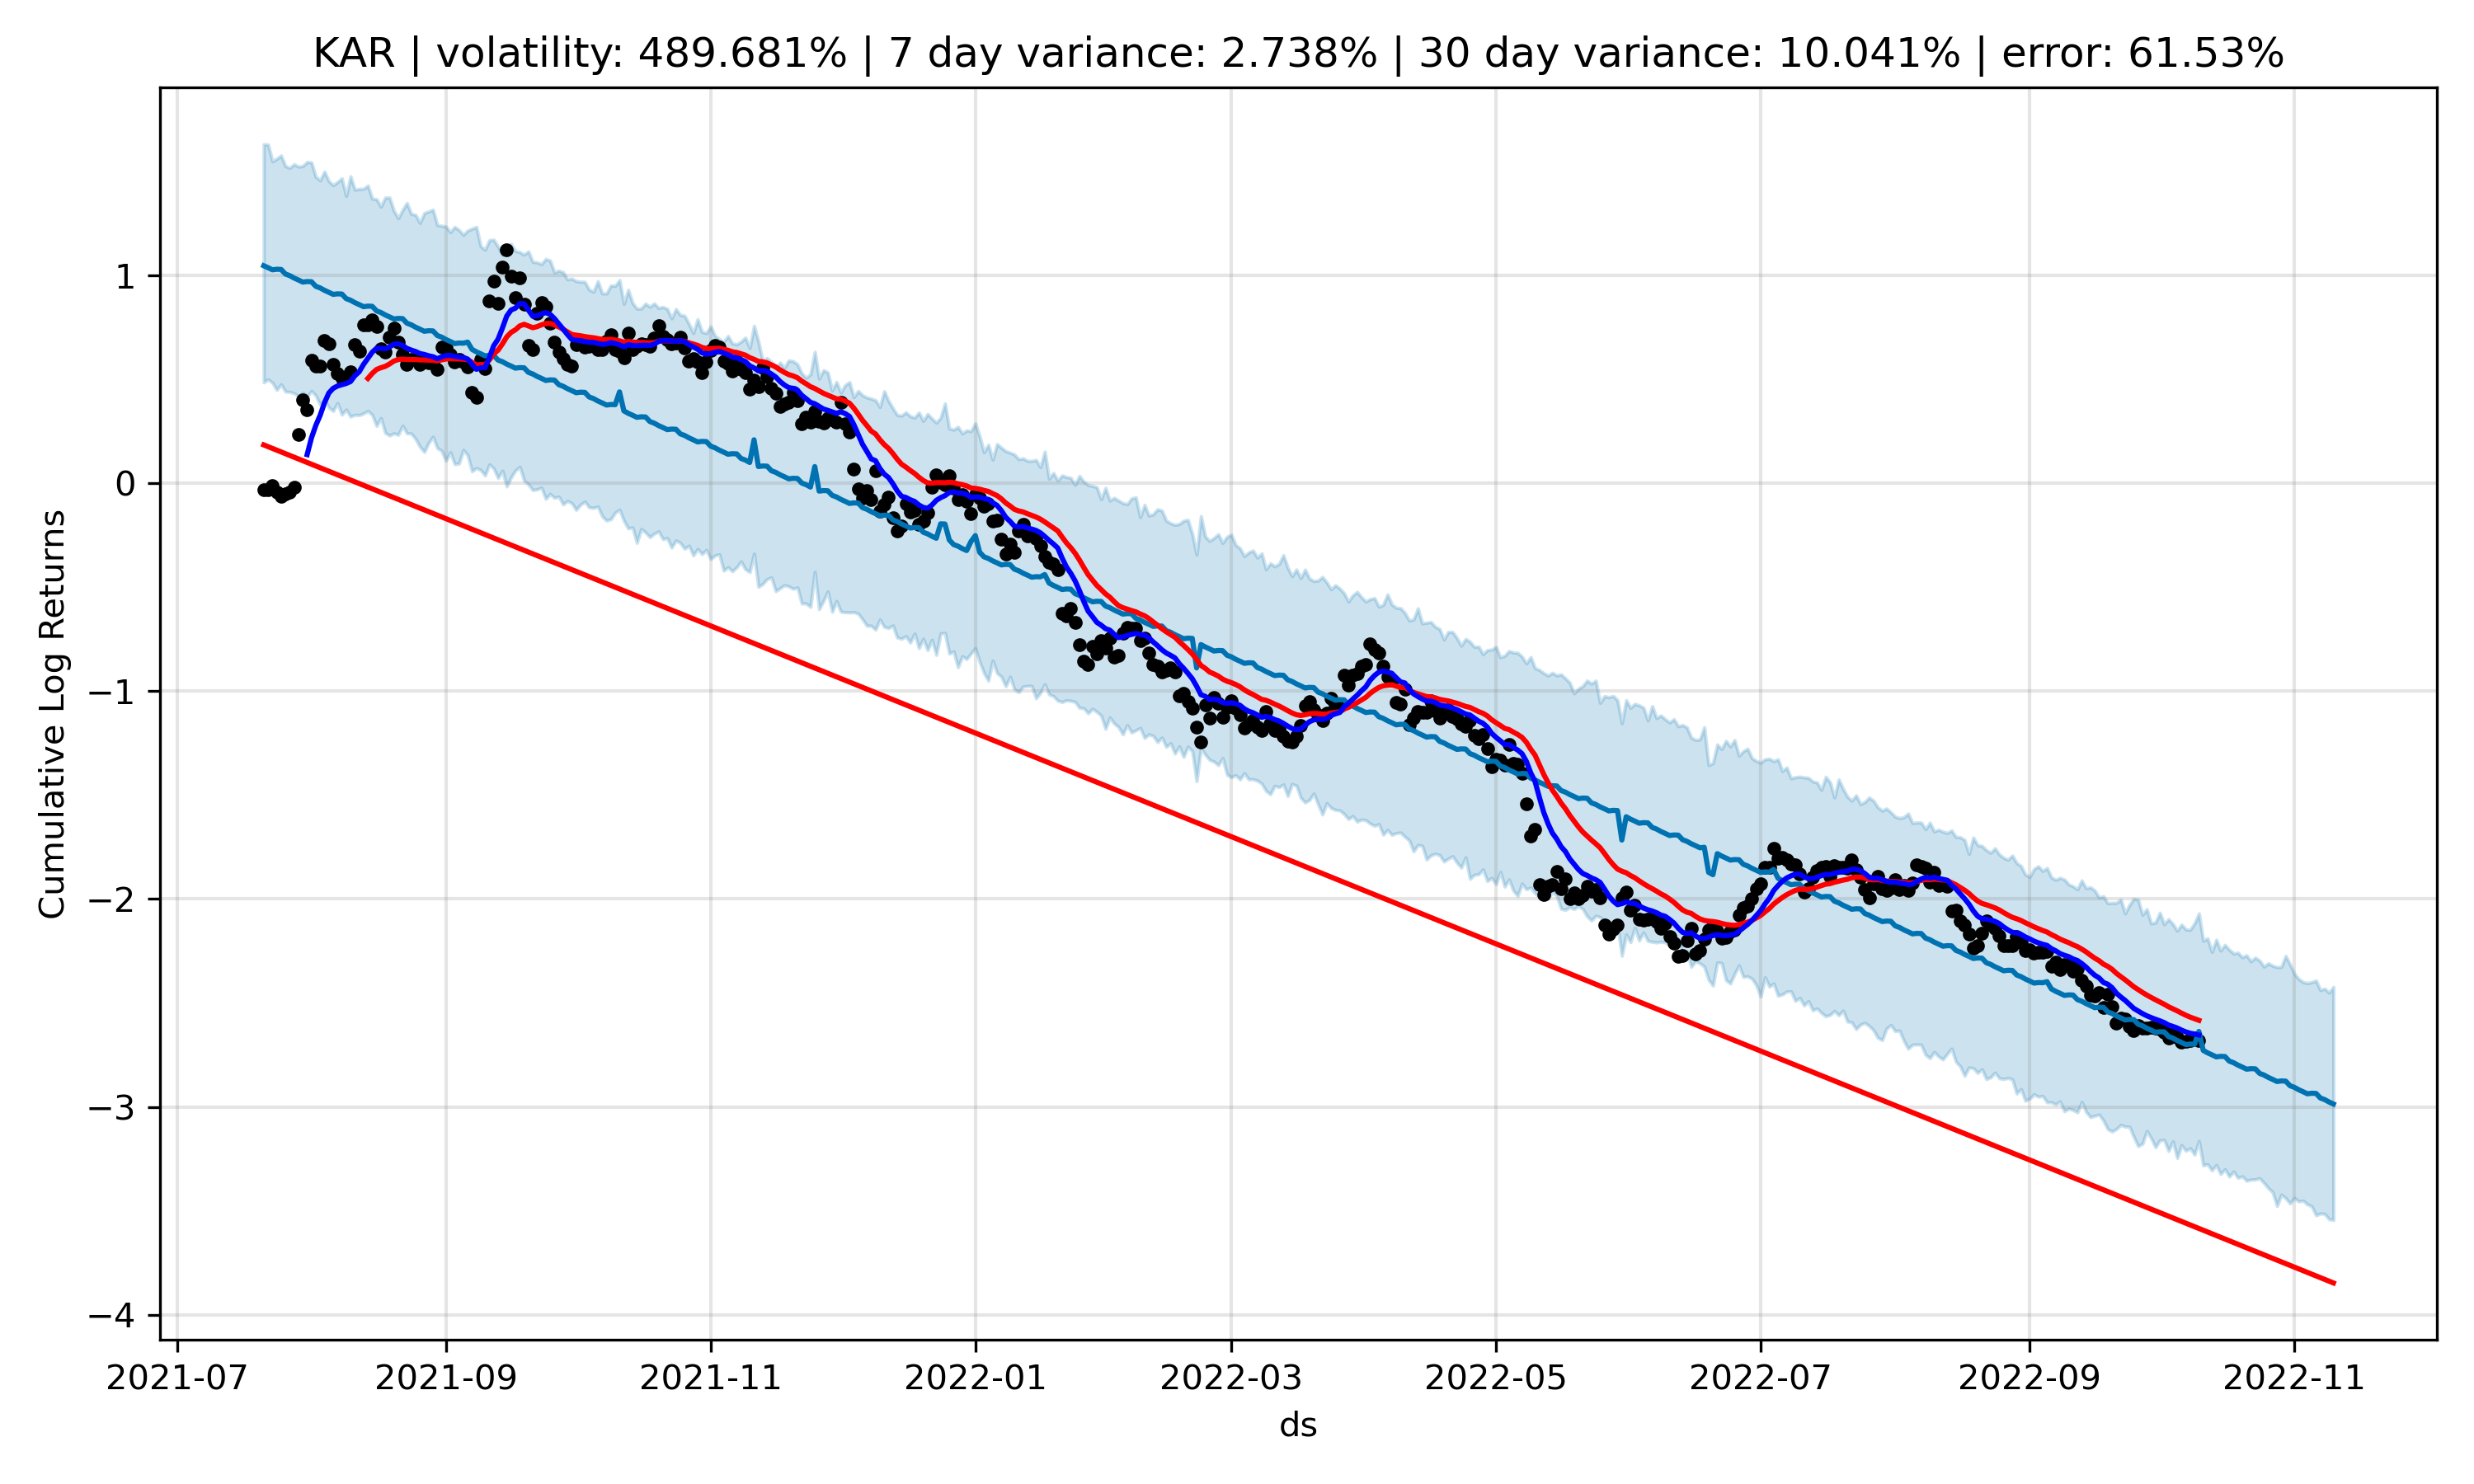 KAR | volatility: 489.681% | 7 day variance: 2.738% | 30 day variance: 10.041% | error: 61.53%
Cumulative Log Returns
1
0
−1
−2
−3
−4
2021-07 2021-09 2021-11 2022-01 2022-03 2022-05 2022-07 2022-09 2022-11
ds